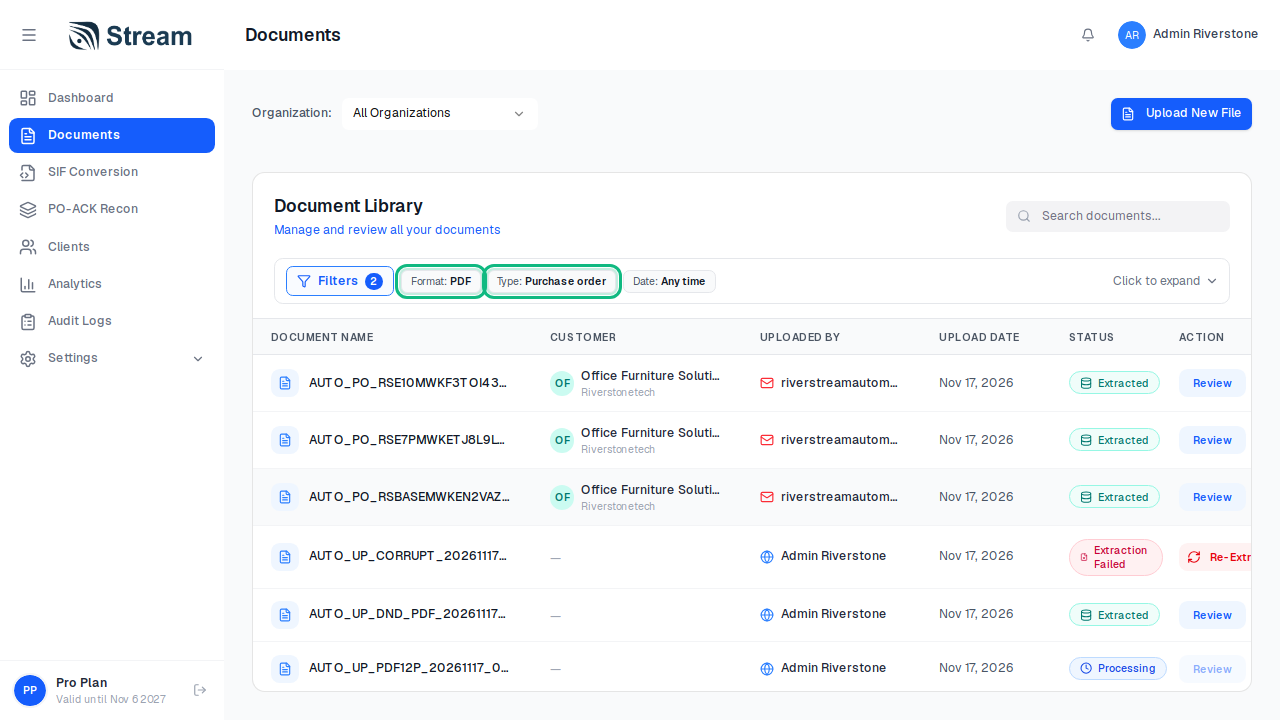 Stream
Documents
AR
Admin Riverstone
Dashboard
Documents
SIF Conversion
PO-ACK Recon
Clients
Analytics
Audit Logs
Settings
PP
Pro Plan
Valid until Nov 6 2027
Organization:
All Organizations
Upload New File
Document Library
Manage and review all your documents
Search documents...
Filters 2
Format: PDF
Type: Purchase order
Date: Any time
Click to expand
DOCUMENT NAME CUSTOMER UPLOADED BY UPLOAD DATE STATUS ACTION
AUTO_PO_RSE10MWKF3TOI43... OF Office Furniture Soluti... riverstreamautom... Nov 17, 2026 Extracted Review
Riverstonetech
AUTO_PO_RSE7PMWKETJ8L9L... OF Office Furniture Soluti... riverstreamautom... Nov 17, 2026 Extracted Review
Riverstonetech
AUTO_PO_RSBASEMWKEN2VAZ... OF Office Furniture Soluti... riverstreamautom... Nov 17, 2026 Extracted Review
Riverstonetech
AUTO_UP_CORRUPT_20261117... — Admin Riverstone Nov 17, 2026 Extraction Failed Re-Extr
AUTO_UP_DND_PDF_20261117... — Admin Riverstone Nov 17, 2026 Extracted Review
AUTO_UP_PDF12P_20261117_0... — Admin Riverstone Nov 17, 2026 Processing Review